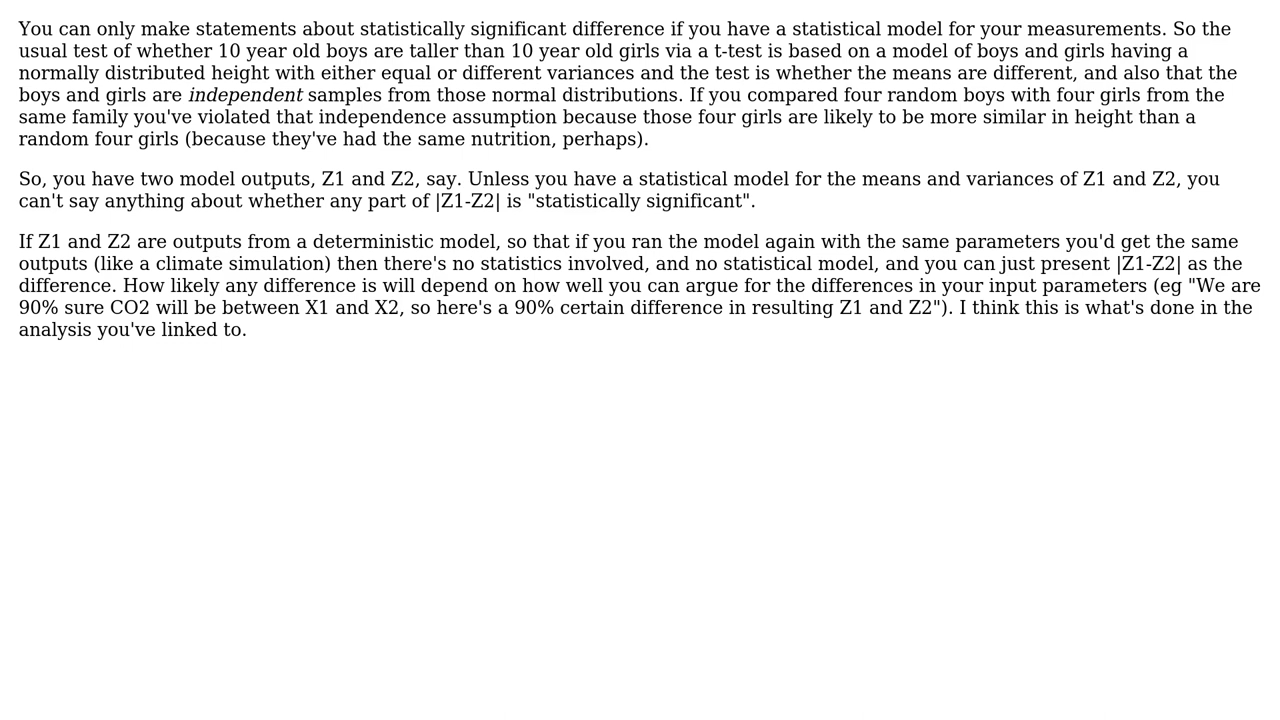 You can only make statements about statistically significant difference if you have a statistical model for your measurements. So the
usual test of whether 10 year old boys are taller than 10 year old girls via a t-test is based on a model of boys and girls having a
normally distributed height with either equal or different variances and the test is whether the means are different, and also that the
boys and girls are independent samples from those normal distributions. If you compared four random boys with four girls from the
same family you've violated that independence assumption because those four girls are likely to be more similar in height than a
random four girls (because they've had the same nutrition, perhaps).
So, you have two model outputs, Z1 and Z2, say. Unless you have a statistical model for the means and variances of Z1 and Z2, you
can't say anything about whether any part of |Z1-Z2| is "statistically significant".
If Z1 and Z2 are outputs from a deterministic model, so that if you ran the model again with the same parameters you'd get the same
outputs (like a climate simulation) then there's no statistics involved, and no statistical model, and you can just present |Z1-Z2| as the
difference. How likely any difference is will depend on how well you can argue for the differences in your input parameters (eg "We are
90% sure CO2 will be between X1 and X2, so here's a 90% certain difference in resulting Z1 and Z2"). I think this is what's done in the
analysis you've linked to.